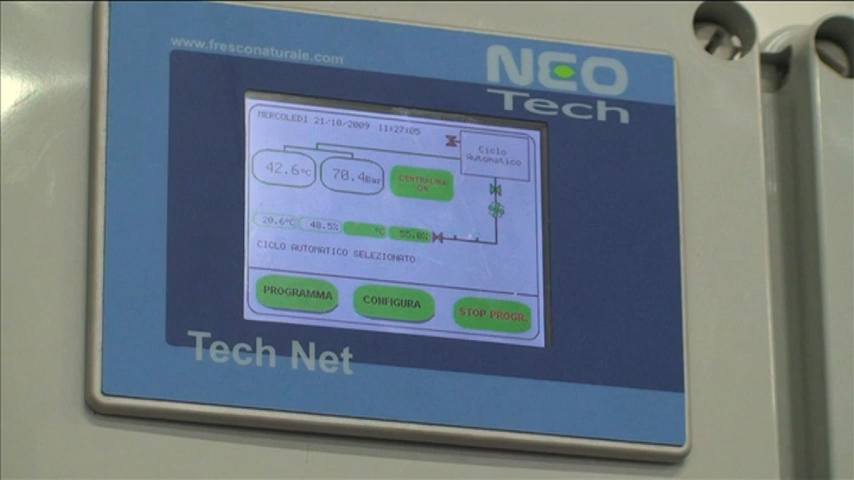 www.fresconaturale.com
NEO
Tech
MERCOLEDI 21/10/2009 11:27:05
Ciclo
Automatico
42.6°C
70.4Bar
CENTRALINA
ON
20.6°C
48.5%
°C
55.0%
CICLO AUTOMATICO SELEZIONATO
PROGRAMMA
CONFIGURA
STOP PROGR.
Tech Net